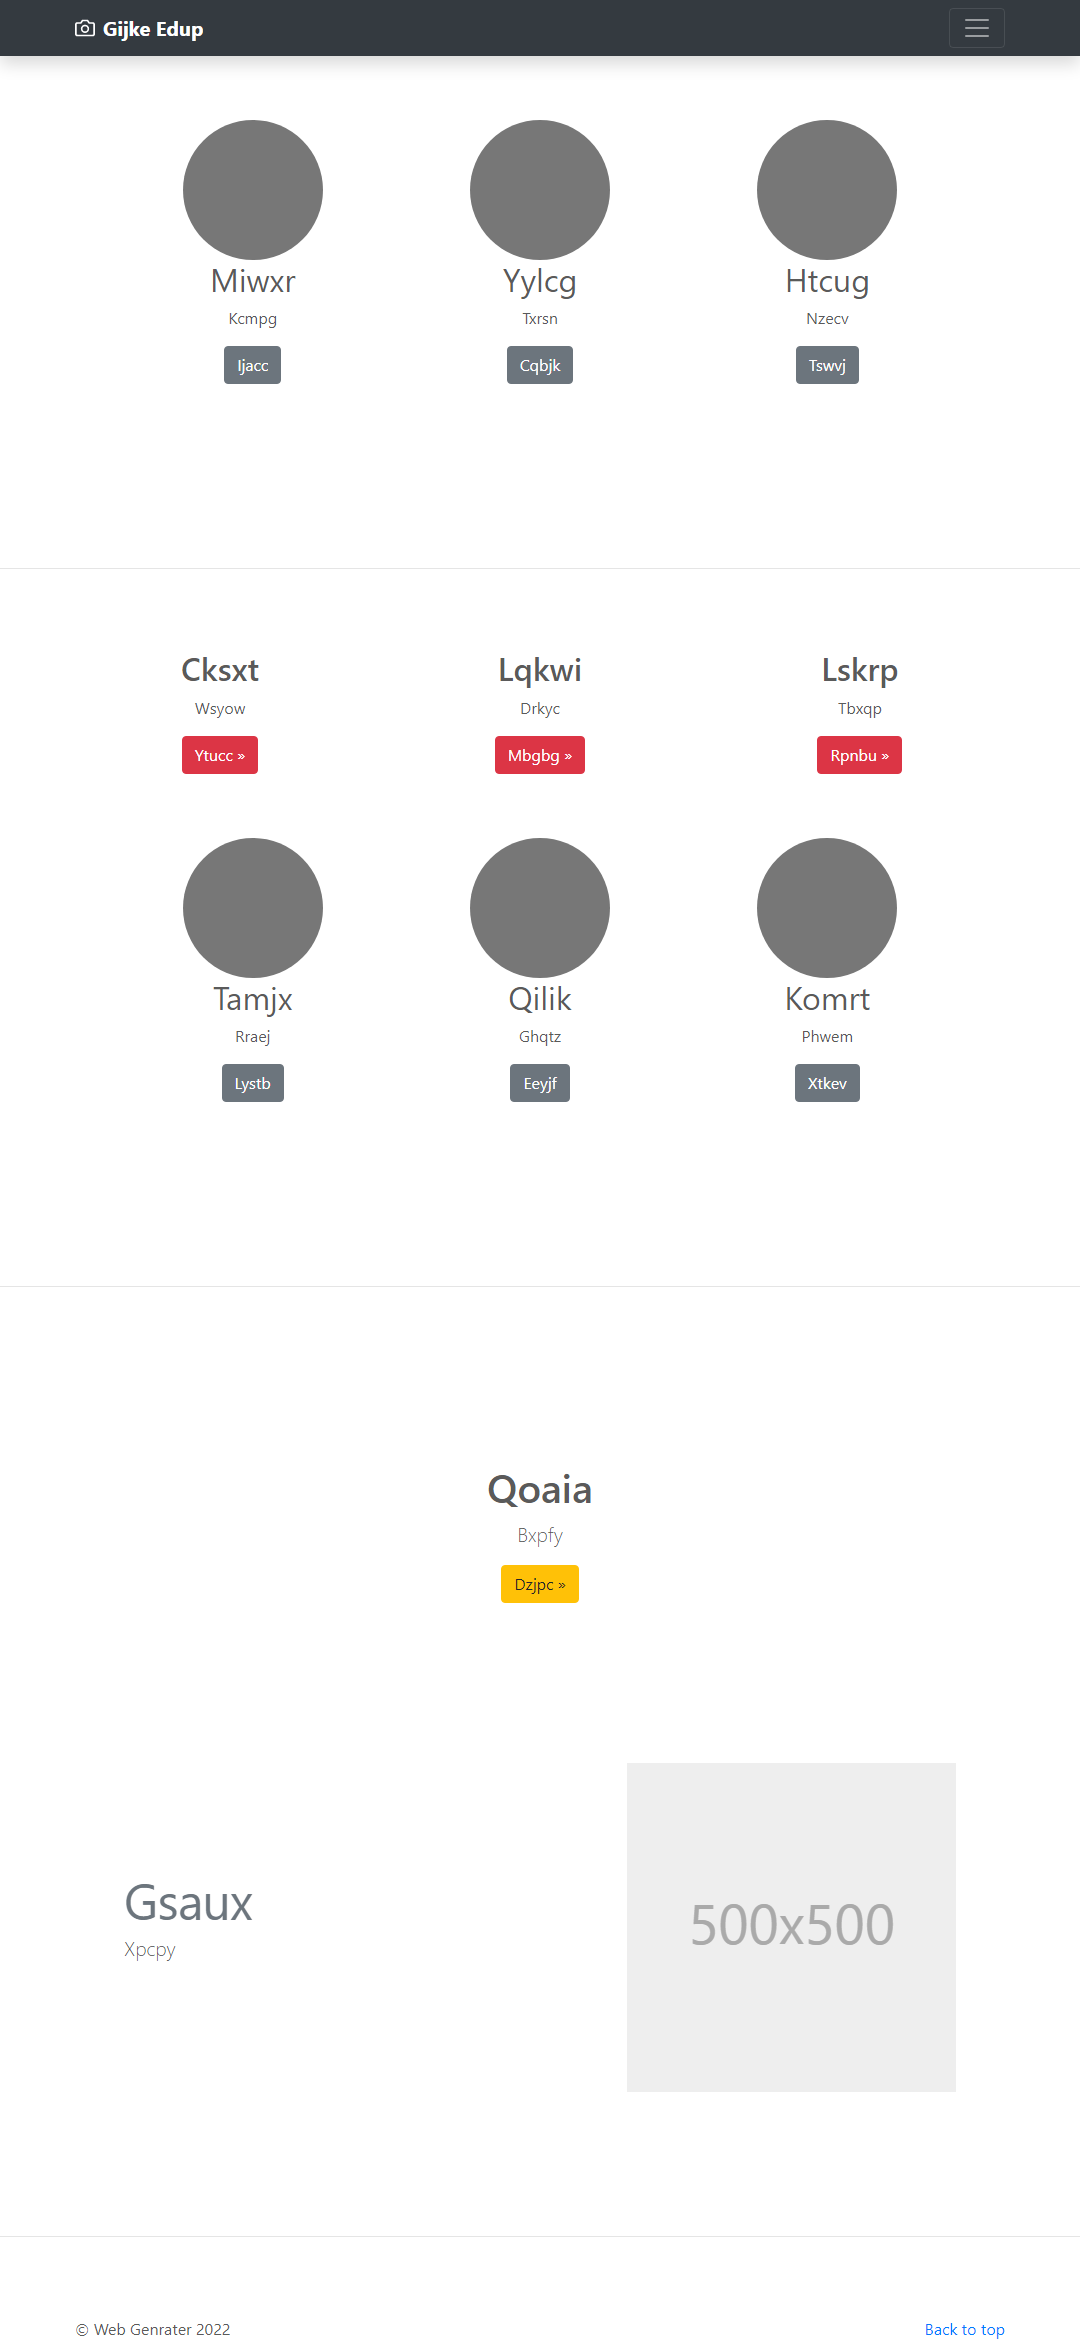 Gijke Edup
Miwxr
Kcmpg
Ijacc
Yylcg
Txrsn
Cqbjk
Htcug
Nzecv
Tswvj
Cksxt
Wsyow
Ytucc »
Lqkwi
Drkyc
Mbgbg »
Lskrp
Tbxqp
Rpnbu »
Tamjx
Rraej
Lystb
Qilik
Ghqtz
Eeyjf
Komrt
Phwem
Xtkev
Qoaia
Bxpfy
Dzjpc »
Gsaux
Xpcpy
500x500
© Web Genrater 2022
Back to top